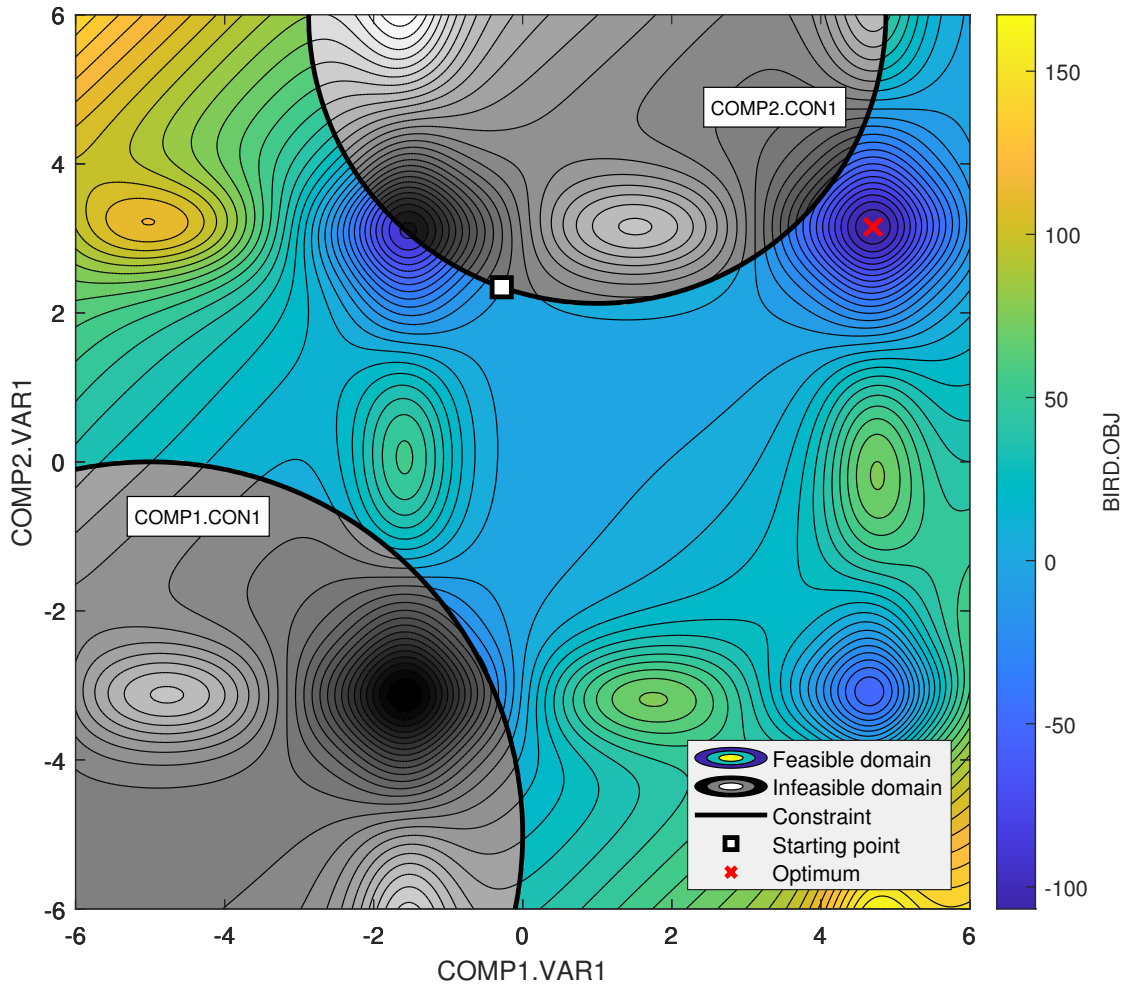 6
4
2
0
-2
-4
-6
-6
-4
-2
0
2
4
6
COMP2.VAR1
COMP1.VAR1
COMP2.CON1
COMP1.CON1
Feasible domain
Infeasible domain
Constraint
Starting point
Optimum
150
100
50
0
-50
-100
BIRD.OBJ